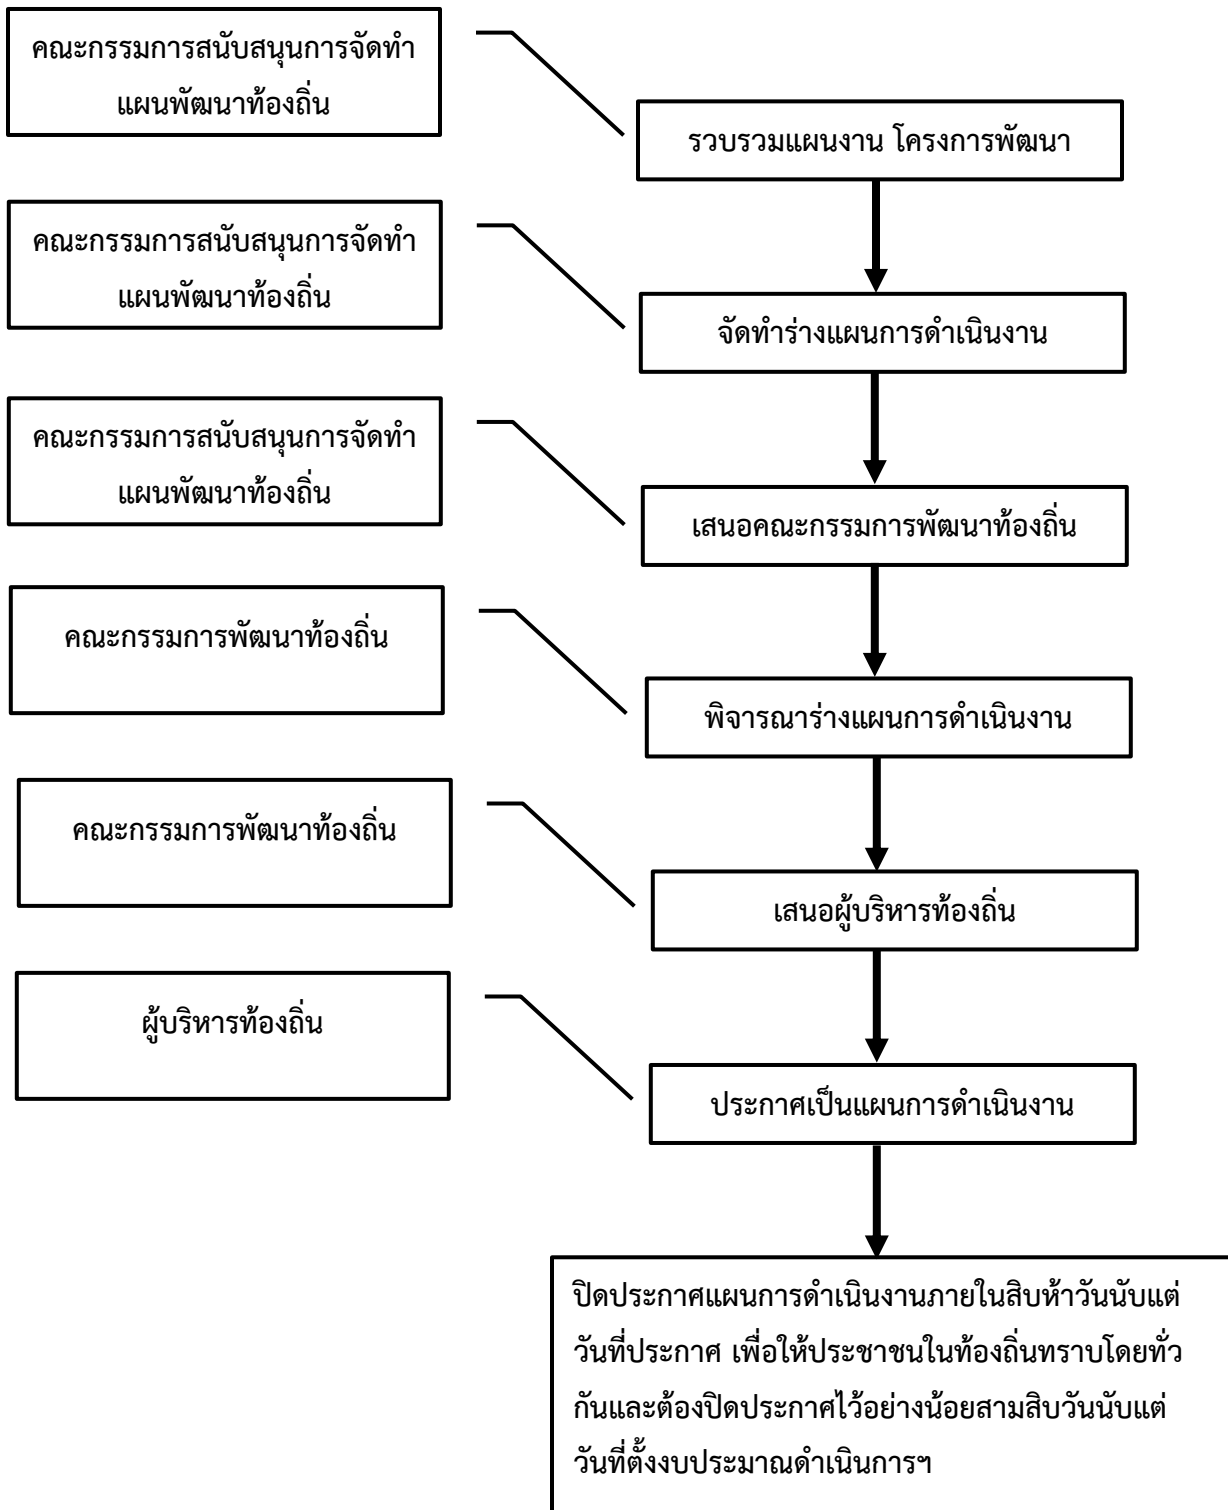 คณะกรรมการสนับสนุนการจัดทำ
แผนพัฒนาท้องถิ่น
รวบรวมแผนงาน โครงการพัฒนา
คณะกรรมการสนับสนุนการจัดทำ
แผนพัฒนาท้องถิ่น
จัดทำร่างแผนการดำเนินงาน
คณะกรรมการสนับสนุนการจัดทำ
แผนพัฒนาท้องถิ่น
เสนอคณะกรรมการพัฒนาท้องถิ่น
คณะกรรมการพัฒนาท้องถิ่น
พิจารณาร่างแผนการดำเนินงาน
คณะกรรมการพัฒนาท้องถิ่น
เสนอผู้บริหารท้องถิ่น
ผู้บริหารท้องถิ่น
ประกาศเป็นแผนการดำเนินงาน
ปิดประกาศแผนการดำเนินงานภายในสิบห้าวันนับแต่
วันที่ประกาศ เพื่อให้ประชาชนในท้องถิ่นทราบโดยทั่ว
กันและต้องปิดประกาศไว้อย่างน้อยสามสิบวันนับแต่
วันที่ตั้งงบประมาณดำเนินการฯ